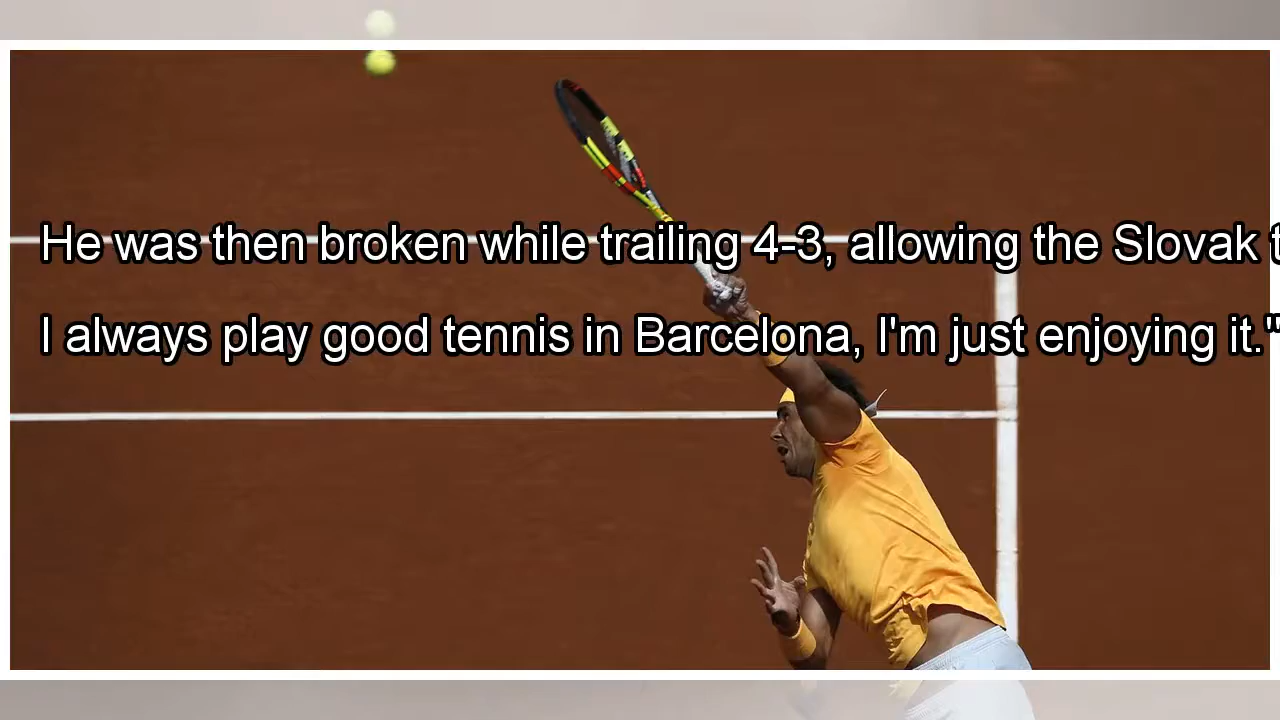 He was then broken while trailing 4-3, allowing the Slovak
I always play good tennis in Barcelona, I'm just enjoying it."